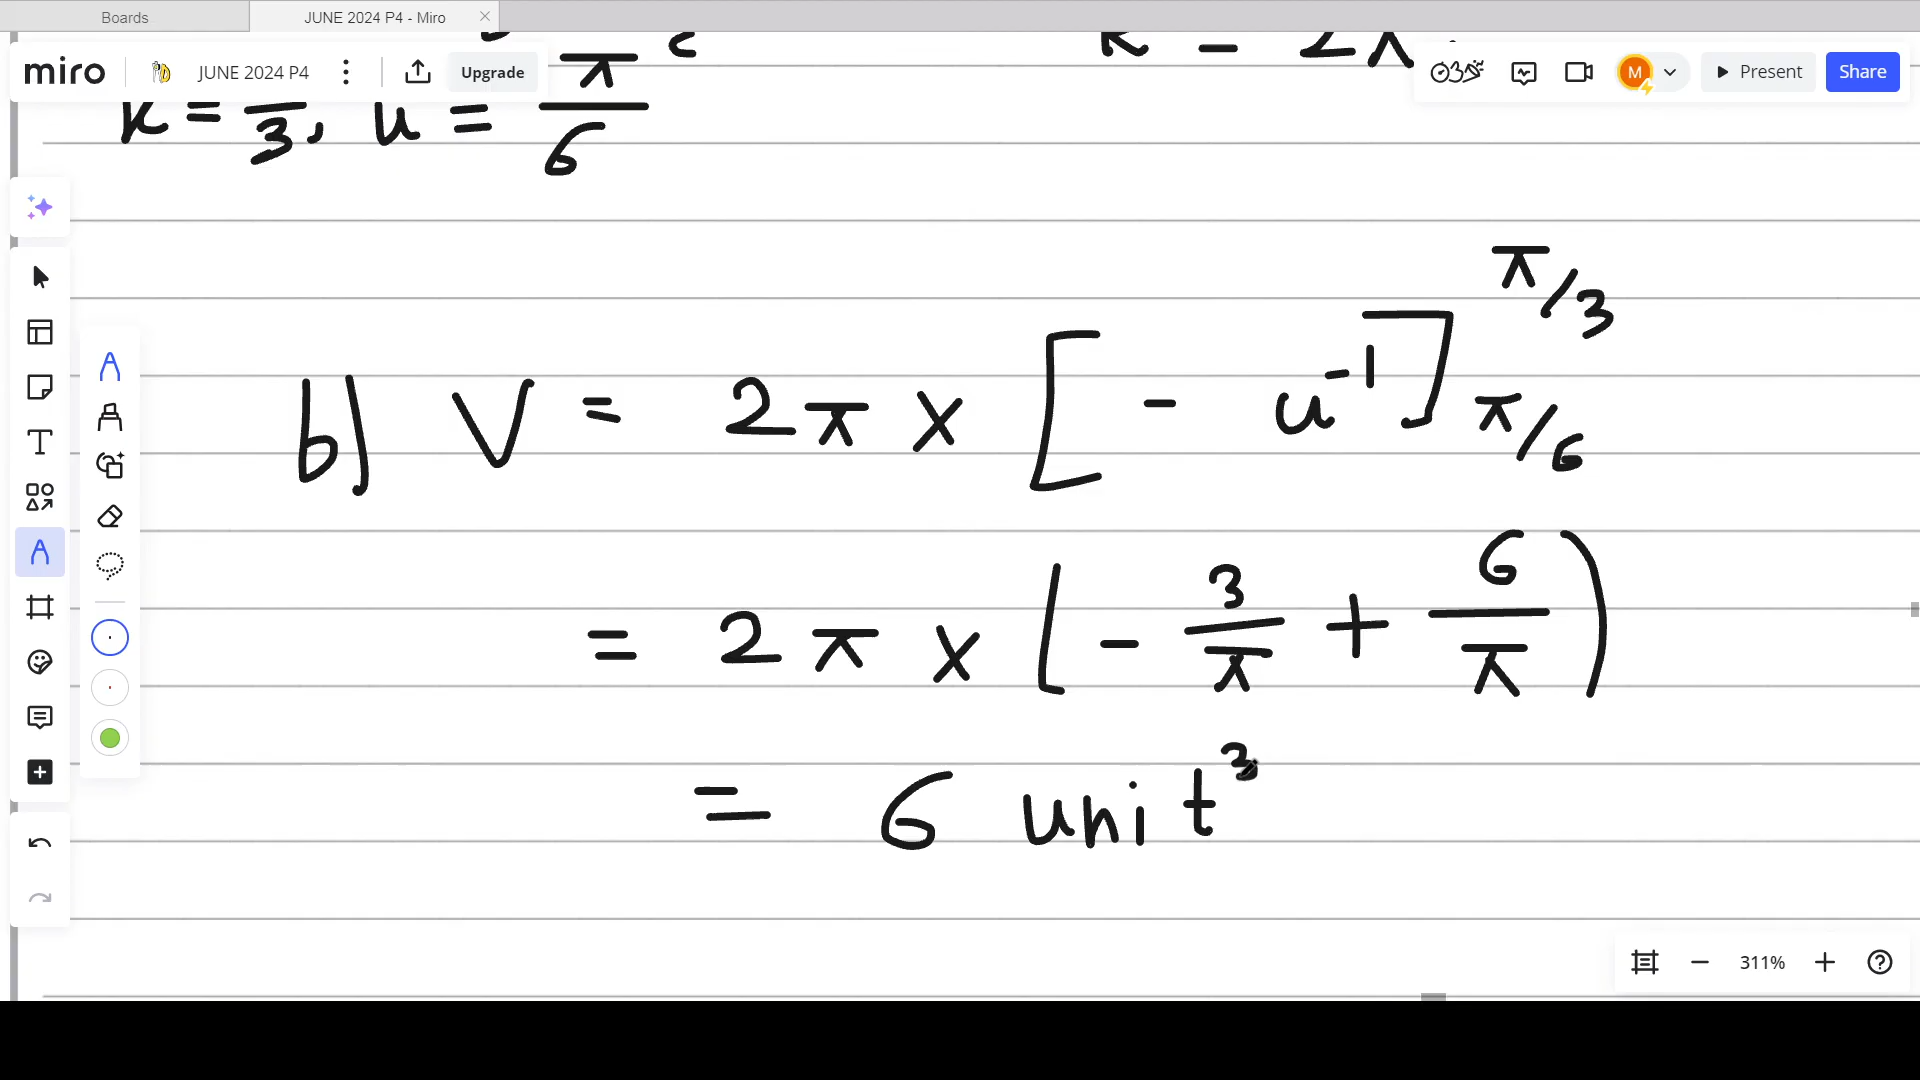 Boards
JUNE 2024 P4 - Miro
miro
JUNE 2024 P4
Upgrade
M
Present
Share
π/3
k = /3, u = π/6
b) V = 2π × [ - u⁻¹ ] π/3 π/6
= 2π × ( - 3/π + 6/π )
= 6 unit³
311%